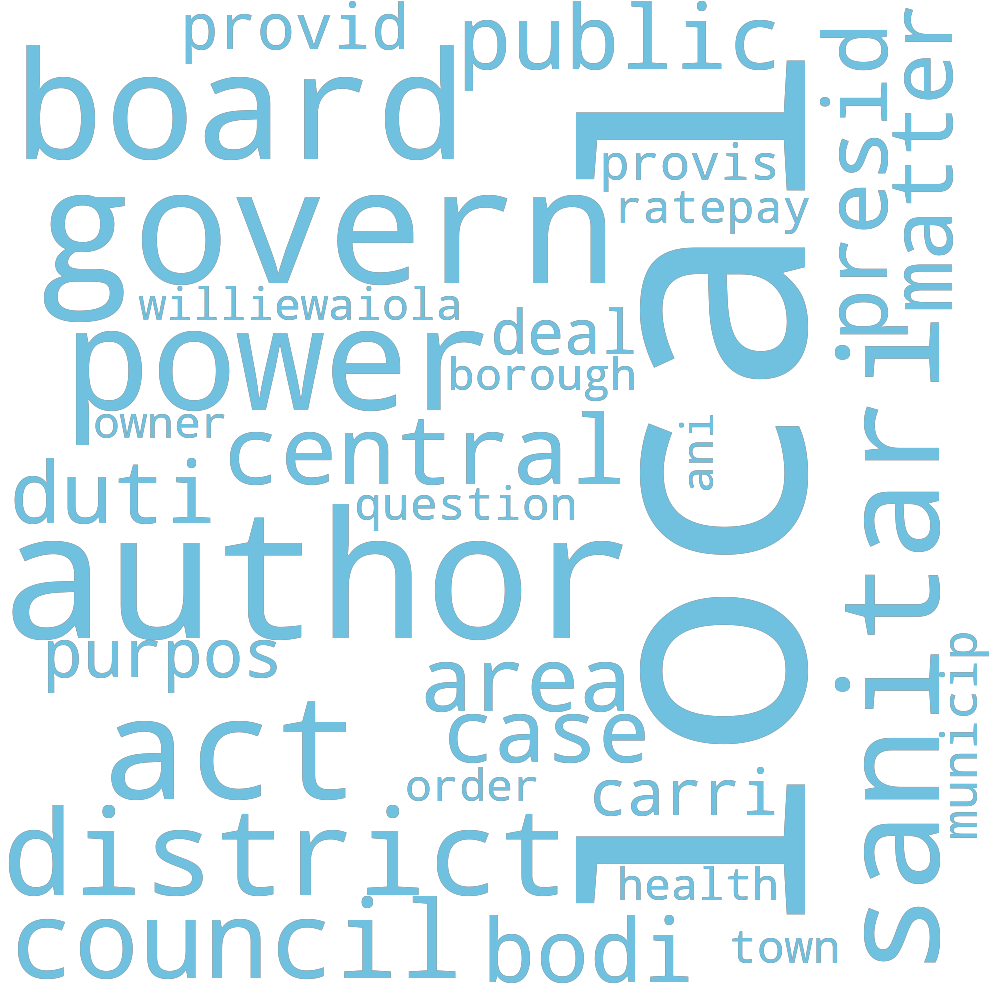 provid
public
board
presid
matter
local
provis
ratepay
govern
williewaiola
deal
power
borough
owner
central
ani
duti
question
author
sanitari
purpos
area
case
municip
act
order
carri
district
health
council
bodi
town